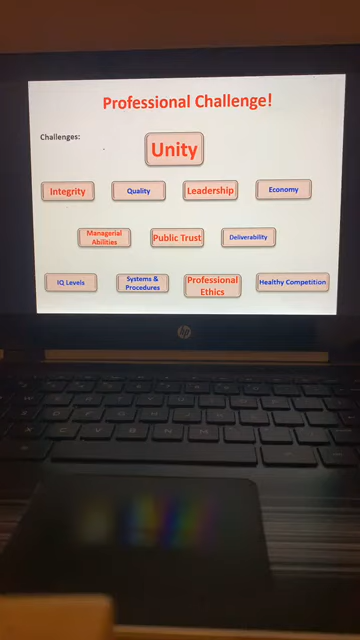 Professional Challenge!
Challenges:
Unity
Integrity
Quality
Leadership
Economy
Managerial
Abilities
Public Trust
Deliverability
IQ Levels
Systems &
Procedures
Professional
Ethics
Healthy Competition
hp